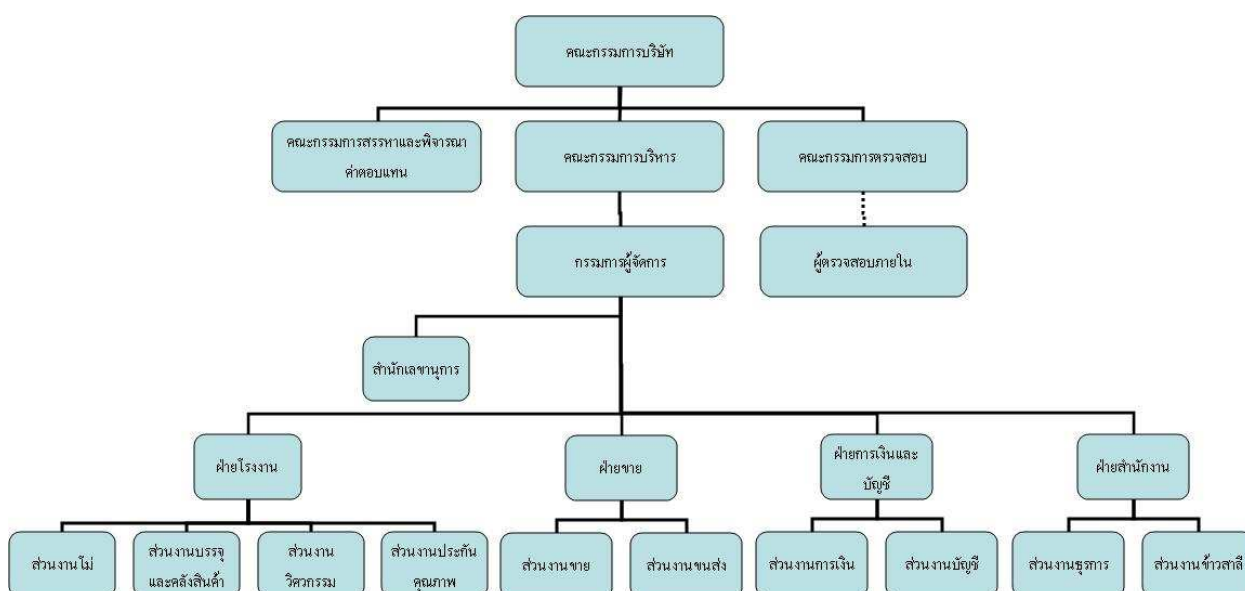 คณะกรรมการบริษัท
คณะกรรมการสรรหาและพิจารณา
ค่าตอบแทน
คณะกรรมการบริหาร
คณะกรรมการตรวจสอบ
กรรมการผู้จัดการ
ผู้ตรวจสอบภายใน
สำนักเลขานุการ
ฝ่ายโรงงาน
ฝ่ายขาย
ฝ่ายการเงินและ
บัญชี
ฝ่ายสำนักงาน
ส่วนงานโม่
ส่วนงานบรรจุ
และคลังสินค้า
ส่วนงาน
วิศวกรรม
ส่วนงานประกัน
คุณภาพ
ส่วนงานขาย
ส่วนงานขนส่ง
ส่วนงานการเงิน
ส่วนงานบัญชี
ส่วนงานธุรการ
ส่วนงานข้าวสาลี